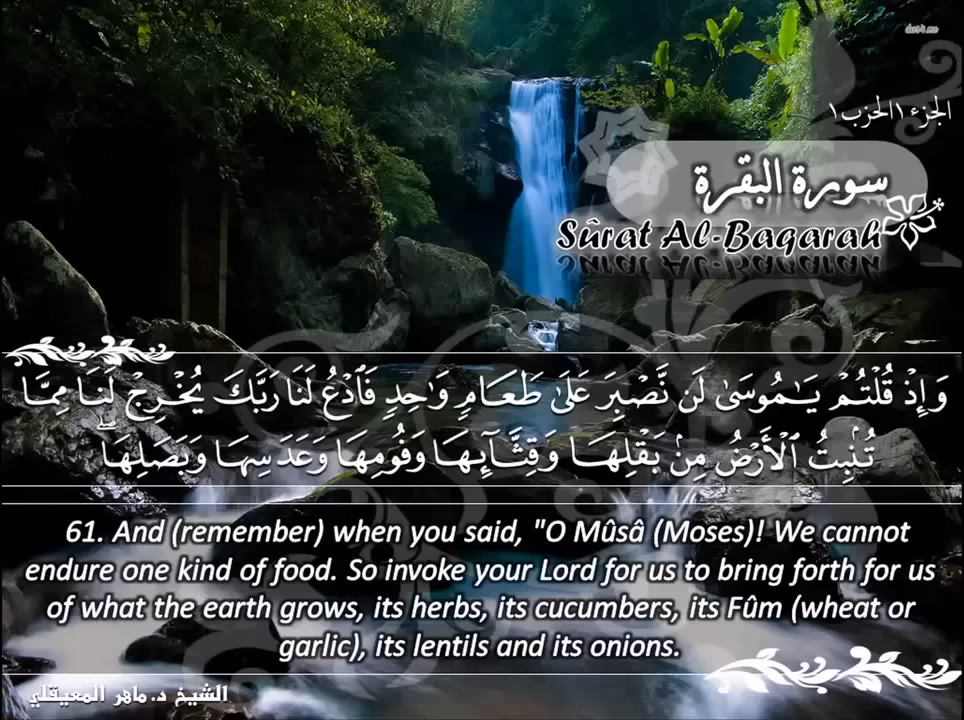 الجزء ١ الحزب ١
سورة البقرة
Sûrat Al-Baqarah
وَإِذْ قُلْتُمْ يَـٰمُوسَىٰ لَن نَّصْبِرَ عَلَىٰ طَعَامٍ وَٰحِدٍ فَٱدْعُ لَنَا رَبَّكَ يُخْرِجْ لَنَا مِمَّا
تُنۢبِتُ ٱلْأَرْضُ مِنۢ بَقْلِهَا وَقِثَّآئِهَا وَفُومِهَا وَعَدَسِهَا وَبَصَلِهَا ۖ
61. And (remember) when you said, "O Mûsâ (Moses)! We cannot
endure one kind of food. So invoke your Lord for us to bring forth for us
of what the earth grows, its herbs, its cucumbers, its Fûm (wheat or
garlic), its lentils and its onions.
الشيخ د. ماهر المعيقلي